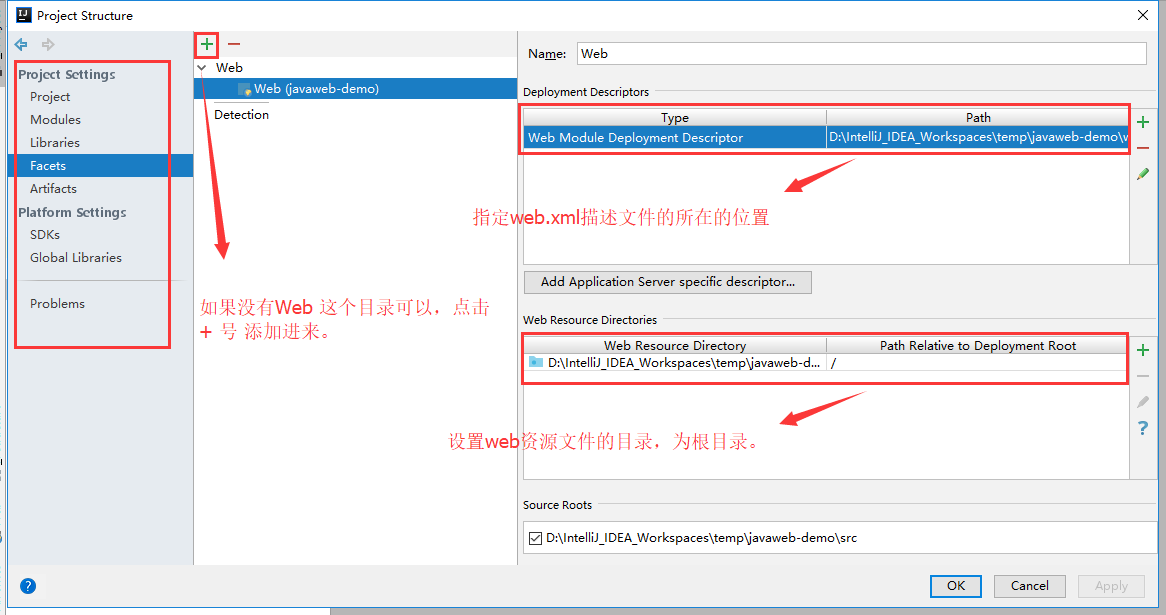 Project Structure
Project Settings
Project
Modules
Libraries
Facets
Artifacts
Platform Settings
SDKs
Global Libraries
Problems
Web
Web (javaweb-demo)
Detection
如果没有Web 这个目录可以，点击
+ 号 添加进来。
Name: Web
Deployment Descriptors
Type Path
Web Module Deployment Descriptor D:\IntelliJ_IDEA_Workspaces\temp\javaweb-demo\
指定web.xml描述文件的所在的位置
Add Application Server specific descriptor...
Web Resource Directories
Web Resource Directory Path Relative to Deployment Root
D:\IntelliJ_IDEA_Workspaces\temp\javaweb-d... /
设置web资源文件的目录，为根目录。
Source Roots
D:\IntelliJ_IDEA_Workspaces\temp\javaweb-demo\src
OK Cancel Apply